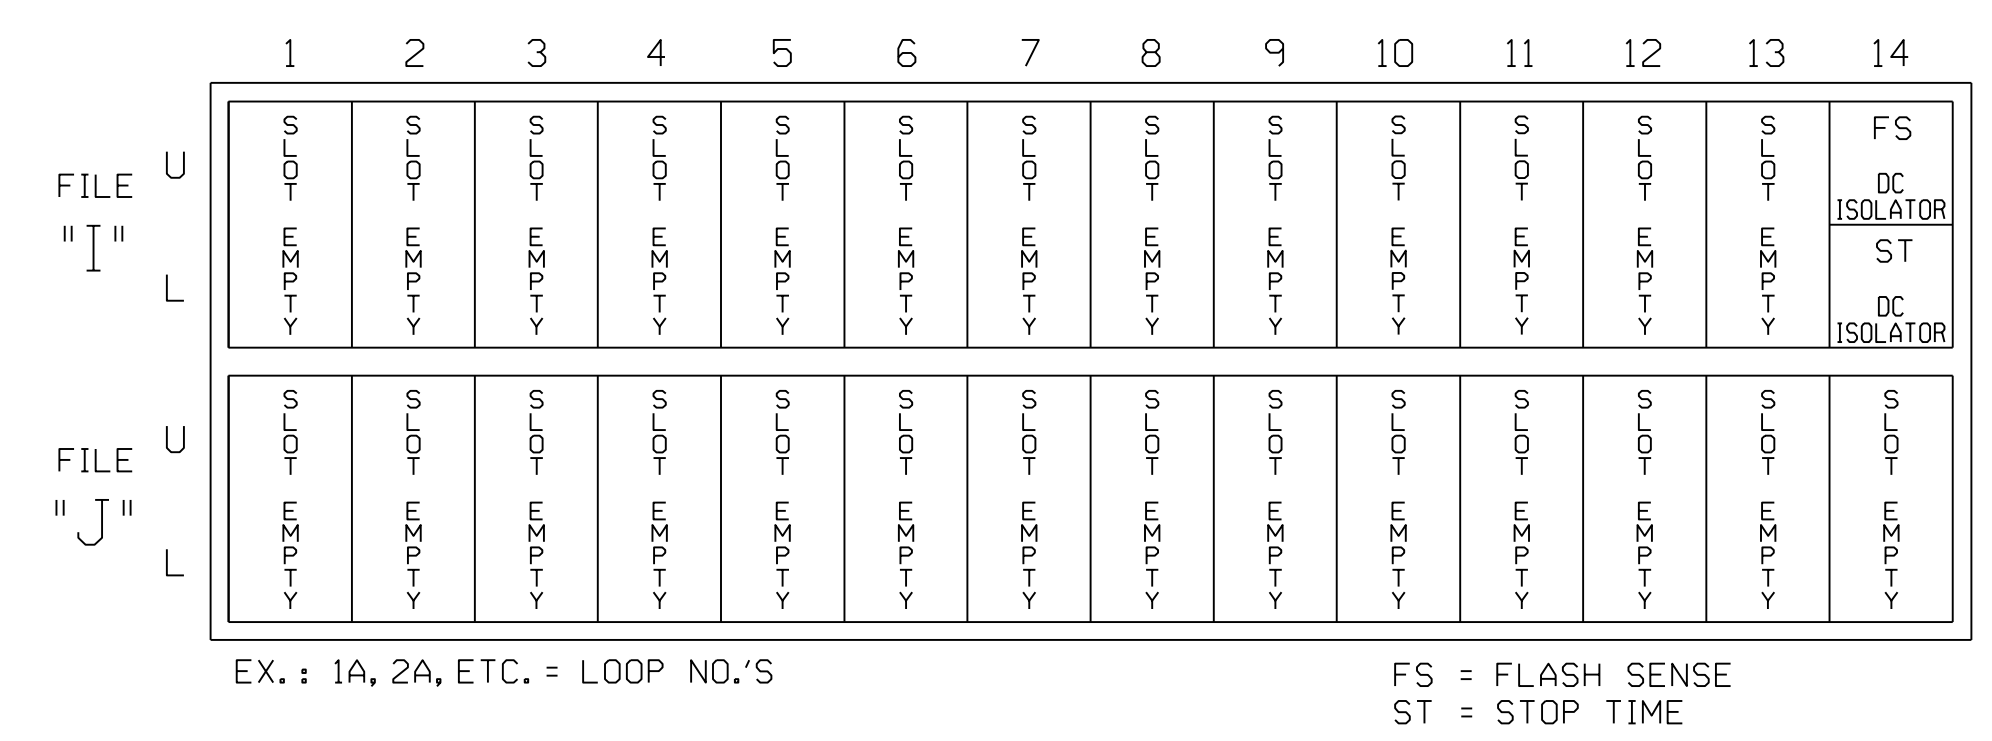 1 2 3 4 5 6 7 8 9 10 11 12 13 14
FILE "I"
U
L
SLOT EMPTY SLOT EMPTY SLOT EMPTY SLOT EMPTY SLOT EMPTY SLOT EMPTY SLOT EMPTY SLOT EMPTY SLOT EMPTY SLOT EMPTY SLOT EMPTY SLOT EMPTY SLOT EMPTY
FS
DC
ISOLATOR
ST
DC
ISOLATOR
FILE "J"
U
L
SLOT EMPTY SLOT EMPTY SLOT EMPTY SLOT EMPTY SLOT EMPTY SLOT EMPTY SLOT EMPTY SLOT EMPTY SLOT EMPTY SLOT EMPTY SLOT EMPTY SLOT EMPTY SLOT EMPTY SLOT EMPTY
EX.: 1A, 2A, ETC. = LOOP NO.'S
FS = FLASH SENSE
ST = STOP TIME